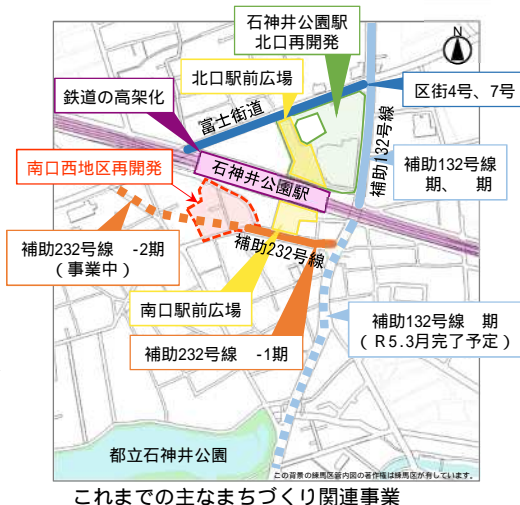 石神井公園駅
北口再開発
N
北口駅前広場
鉄道の高架化
富士街道
区街4号、7号
南口西地区再開発
石神井公園駅
補助132号線
補助132号線
期、　期
補助232号線　-2期
（事業中）
補助232号線
南口駅前広場
補助232号線　-1期
補助132号線　期
（R5.3月完了予定）
都立石神井公園
この背景の練馬区管内図の著作権は練馬区が有しています。
これまでの主なまちづくり関連事業